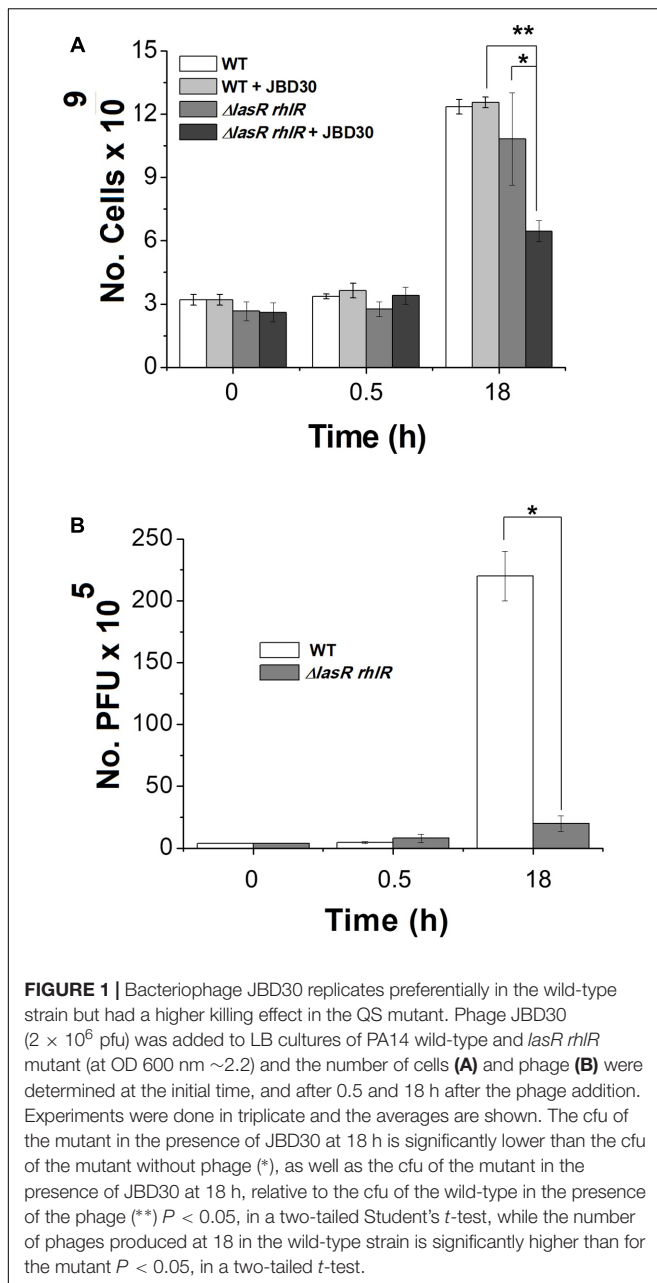 A
No. Cells x 10⁹
15
12
9
6
3
0
WT
WT + JBD30
ΔlasR rhlR
ΔlasR rhlR + JBD30
**
*
0 0.5 18
Time (h)
B
No. PFU x 10⁵
250
200
150
100
50
0
WT
ΔlasR rhlR
*
0 0.5 18
Time (h)
FIGURE 1 | Bacteriophage JBD30 replicates preferentially in the wild-type
strain but had a higher killing effect in the QS mutant. Phage JBD30
(2 × 10⁶ pfu) was added to LB cultures of PA14 wild-type and lasR rhlR
mutant (at OD 600 nm ~2.2) and the number of cells (A) and phage (B) were
determined at the initial time, and after 0.5 and 18 h after the phage addition.
Experiments were done in triplicate and the averages are shown. The cfu of
the mutant in the presence of JBD30 at 18 h is significantly lower than the cfu
of the mutant without phage (*), as well as the cfu of the mutant in the
presence of JBD30 at 18 h, relative to the cfu of the wild-type in the presence
of the phage (**) P < 0.05, in a two-tailed Student's t-test, while the number
of phages produced at 18 in the wild-type strain is significantly higher than for
the mutant P < 0.05, in a two-tailed t-test.